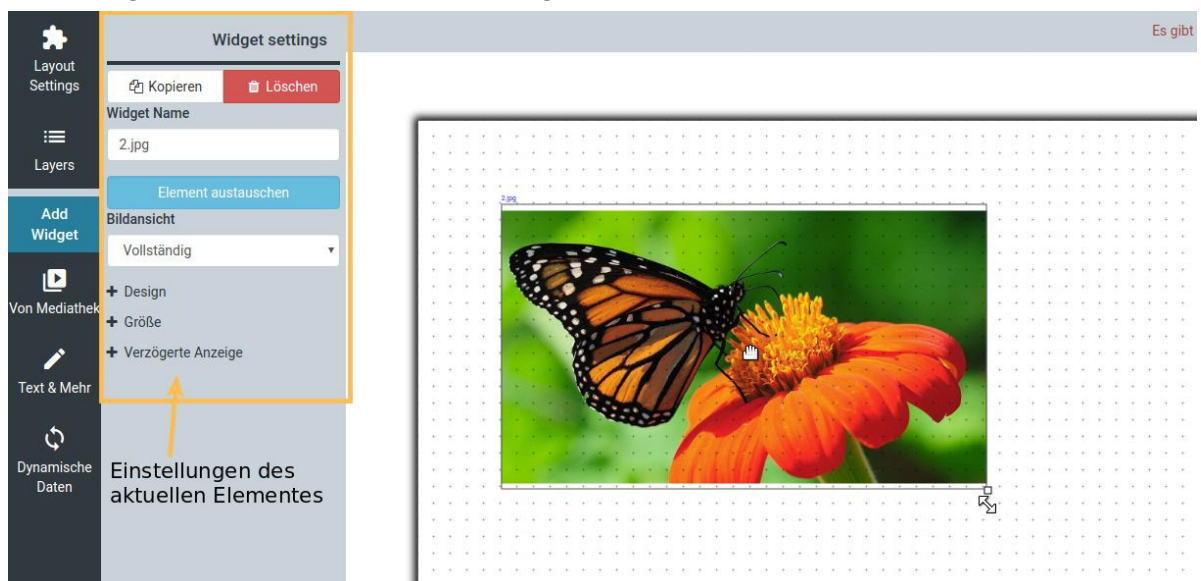 Widget settings
Es gibt
Layout
Settings
Kopieren
Löschen
Widget Name
2.jpg
Layers
Element austauschen
Add
Widget
Bildansicht
Vollständig
2.jpg
Von Mediathek
Design
Größe
Verzögerte Anzeige
Text & Mehr
Dynamische
Daten
Einstellungen des
aktuellen Elementes